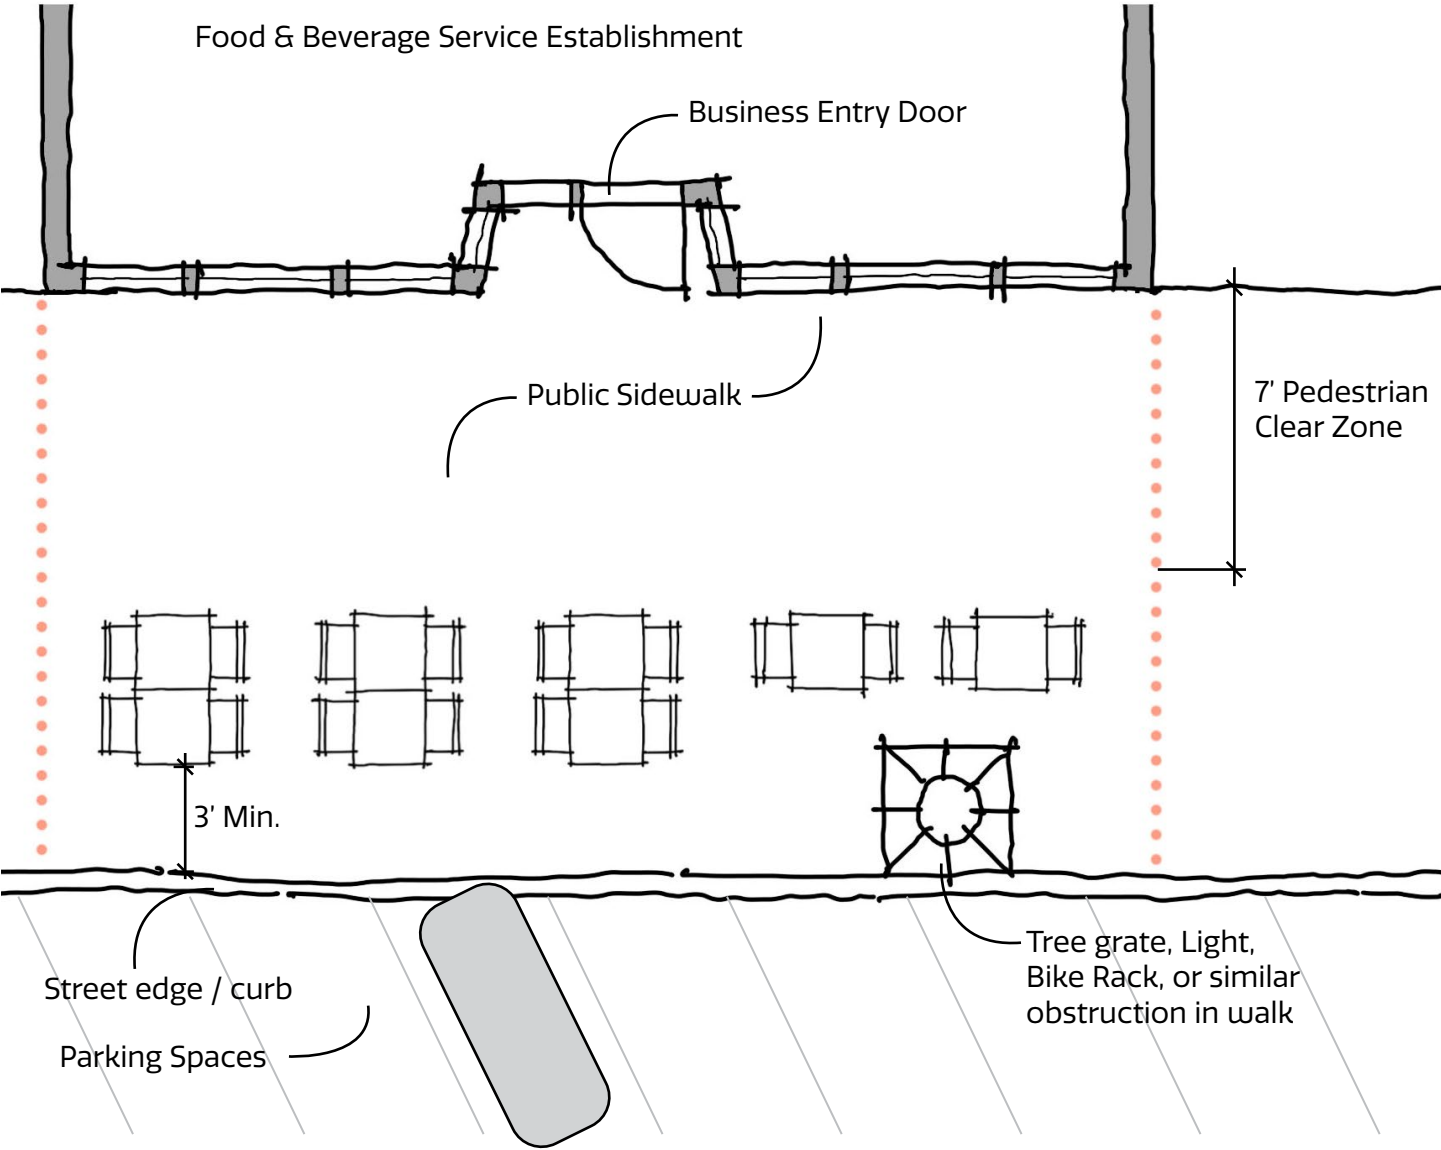 Food & Beverage Service Establishment
Business Entry Door
Public Sidewalk
7' Pedestrian
Clear Zone
3' Min.
Street edge / curb
Parking Spaces
Tree grate, Light,
Bike Rack, or similar
obstruction in walk